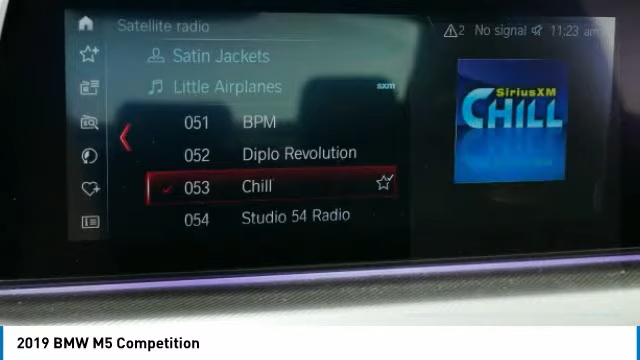 Satellite radio
2 No signal 11:23 am
Satin Jackets
Little Airplanes sxm
051 BPM
052 Diplo Revolution
053 Chill
054 Studio 54 Radio
SiriusXM
CHILL
2019 BMW M5 Competition